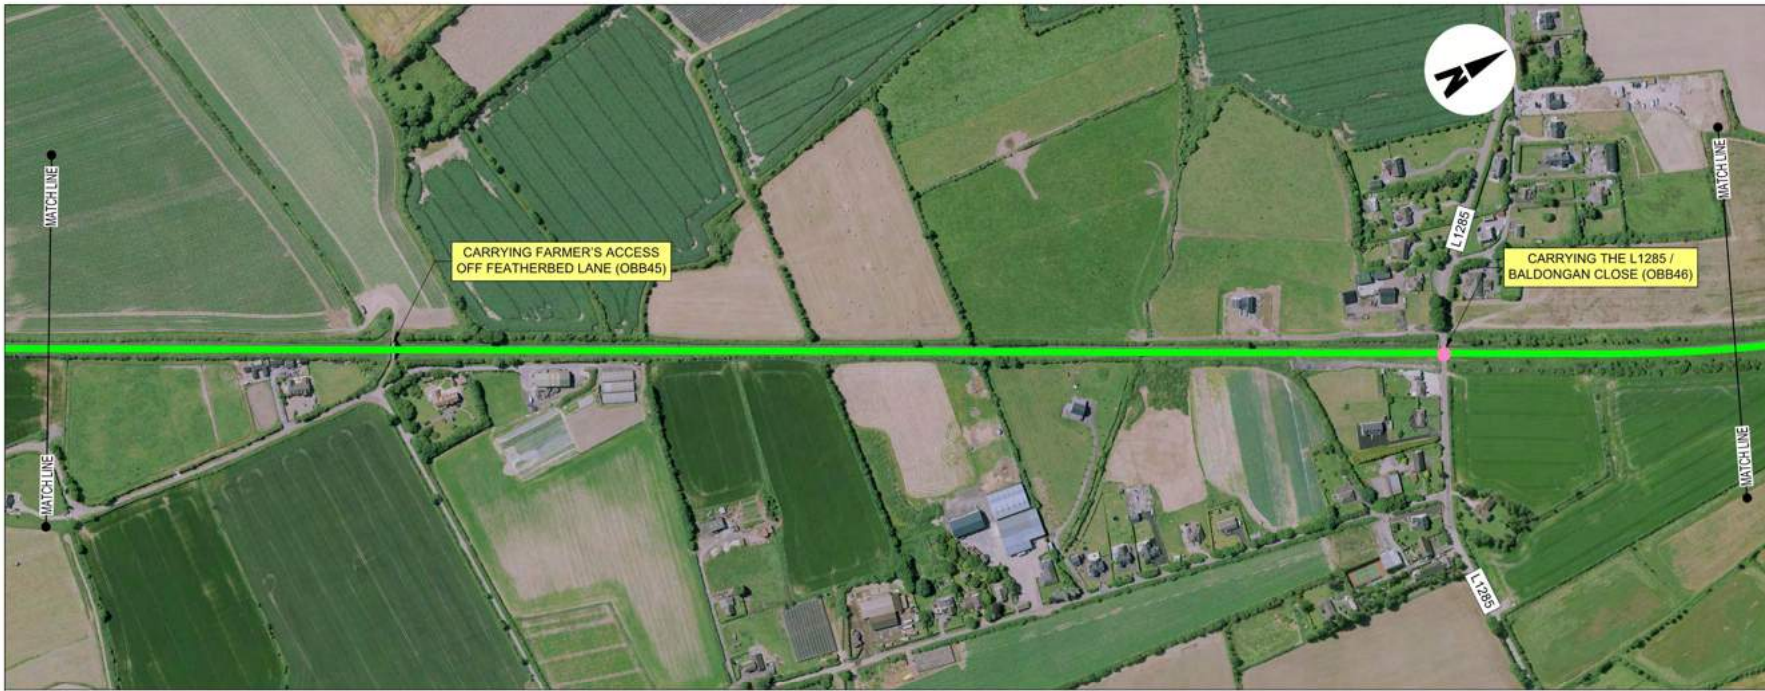 N
MATCH LINE
MATCH LINE
L1285
CARRYING FARMER'S ACCESS
OFF FEATHERBED LANE (OBB45)
CARRYING THE L1285 /
BALDONGAN CLOSE (OBB46)
MATCH LINE
MATCH LINE
L1285